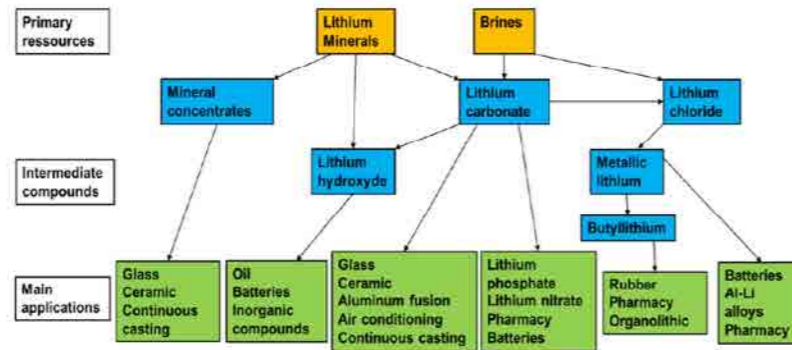 Primary
ressources
Lithium
Minerals
Brines
Mineral
concentrates
Lithium
carbonate
Lithium
chloride
Intermediate
compounds
Lithium
hydroxyde
Metallic
lithium
Butyllithium
Main
applications
Glass
Ceramic
Continuous
casting
Oil
Batteries
Inorganic
compounds
Glass
Ceramic
Aluminum fusion
Air conditioning
Continuous casting
Lithium
phosphate
Lithium nitrate
Pharmacy
Batteries
Rubber
Pharmacy
Organolithic
Batteries
Al-Li
alloys
Pharmacy